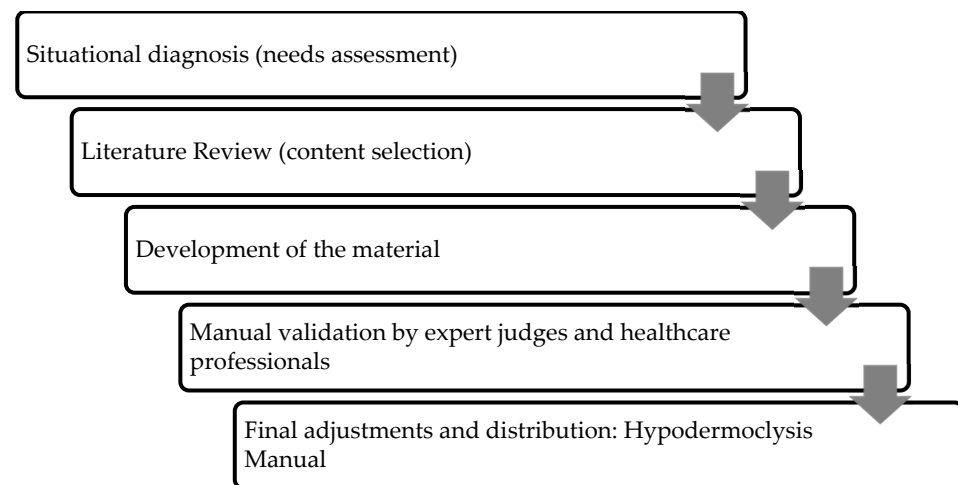 Situational diagnosis (needs assessment)
Literature Review (content selection)
Development of the material
Manual validation by expert judges and healthcare
professionals
Final adjustments and distribution: Hypodermoclysis
Manual